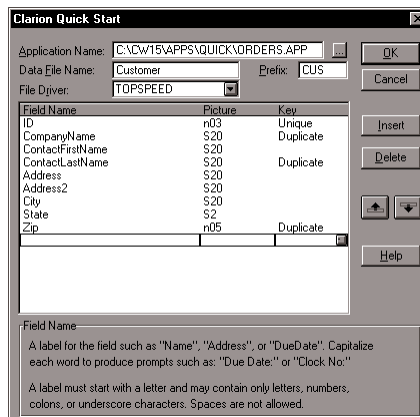 Clarion Quick Start
Application Name: C:\CW15\APPS\QUICK\ORDERS.APP ...
OK
Data File Name: Customer Prefix: CUS
Cancel
File Driver: TOPSPEED
Field Name Picture Key
ID n03 Unique
CompanyName S20 Duplicate
Insert
ContactFirstName S20
ContactLastName S20 Duplicate
Delete
Address S20
Address2 S20
City S20
State S2
Zip n05 Duplicate
Help
Field Name
A label for the field such as "Name", "Address", or "DueDate". Capitalize
each word to produce prompts such as: "Due Date:" or "Clock No:"
A label must start with a letter and may contain only letters, numbers,
colons, or underscore characters. Spaces are not allowed.